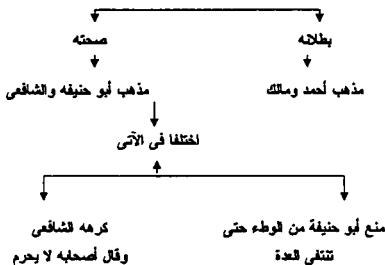 صحته
بطلانه
مذهب أبو حنيفه والشافعى
مذهب أحمد ومالك
اختلفا فى الآتى
منع أبو حنيفة من الوطء حتى
تنتفى العدة
كرهه الشافعى
وقال أصحابه لا يحرم